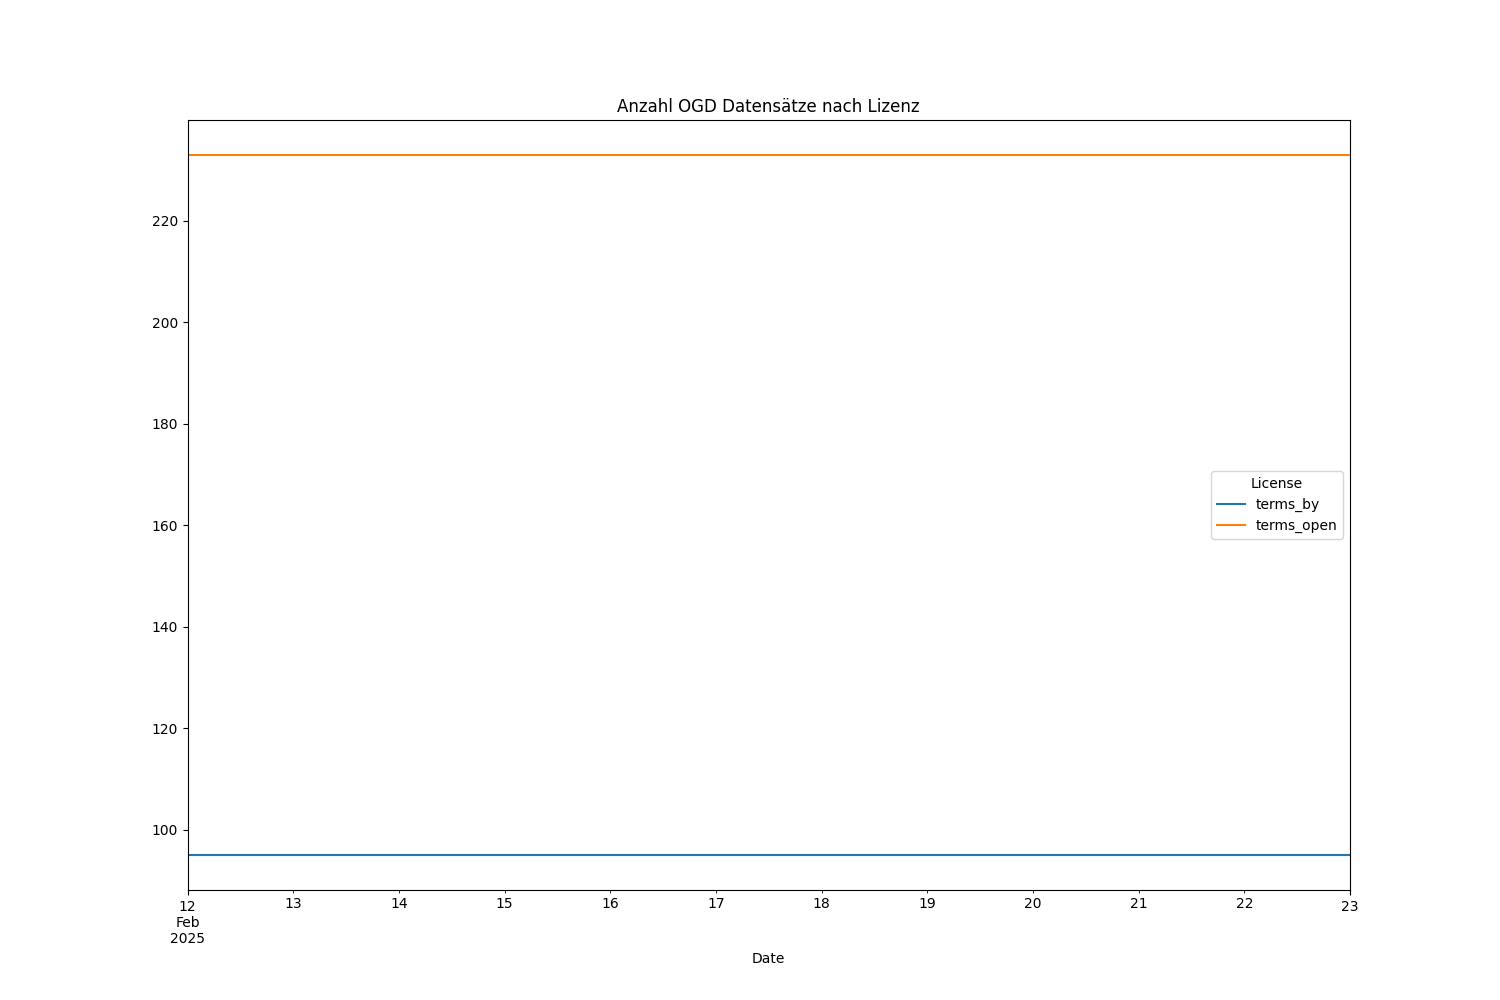 Anzahl OGD Datensätze nach Lizenz
220
200
180
160
140
120
100
License
terms_by
terms_open
12 13 14 15 16 17 18 19 20 21 22 23
Feb
2025
Date